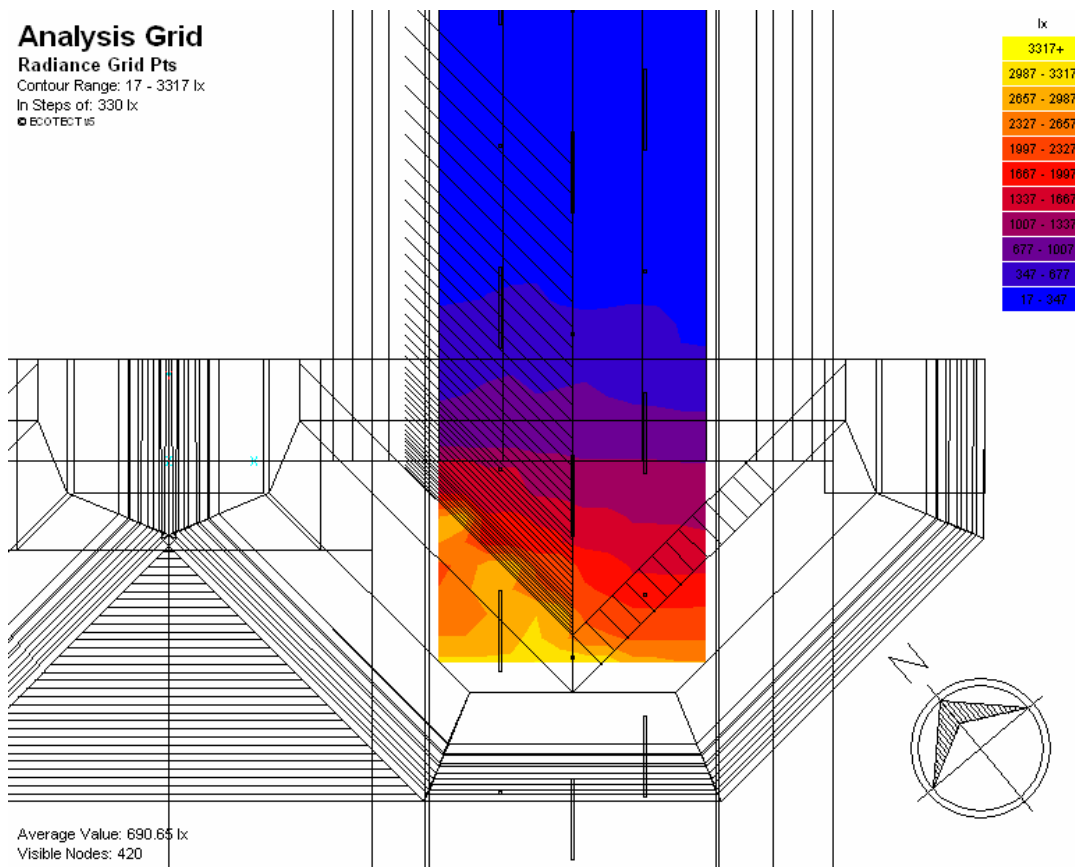 Analysis Grid
Radiance Grid Pts
Contour Range: 17 - 3317 lx
In Steps of: 330 lx
© ECOTECT v5
lx
3317+
2987 - 3317
2657 - 2987
2327 - 2657
1997 - 2327
1667 - 1997
1337 - 1667
1007 - 1337
677 - 1007
347 - 677
17 - 347
N
Average Value: 690.65 lx
Visible Nodes: 420